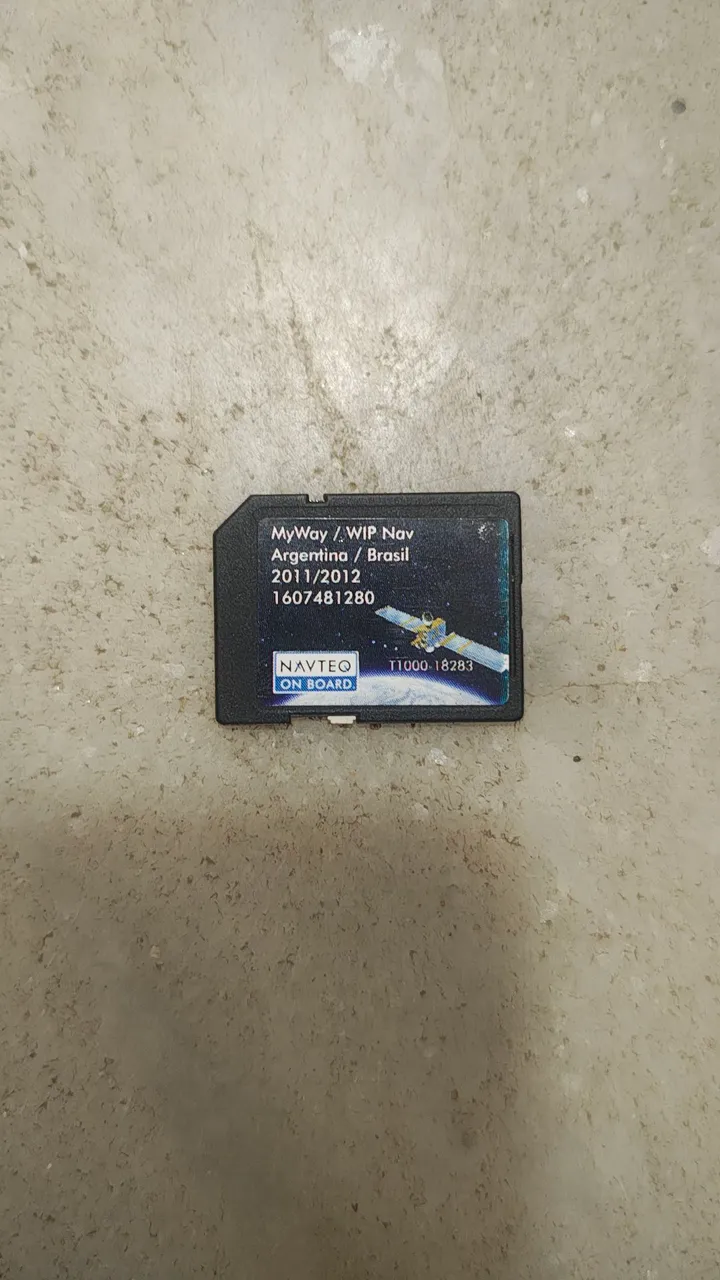 MyWay / WIP Nav
Argentina / Brasil
2011/2012
1607481280
NAVTEQ
ON BOARD.
T1000-18283